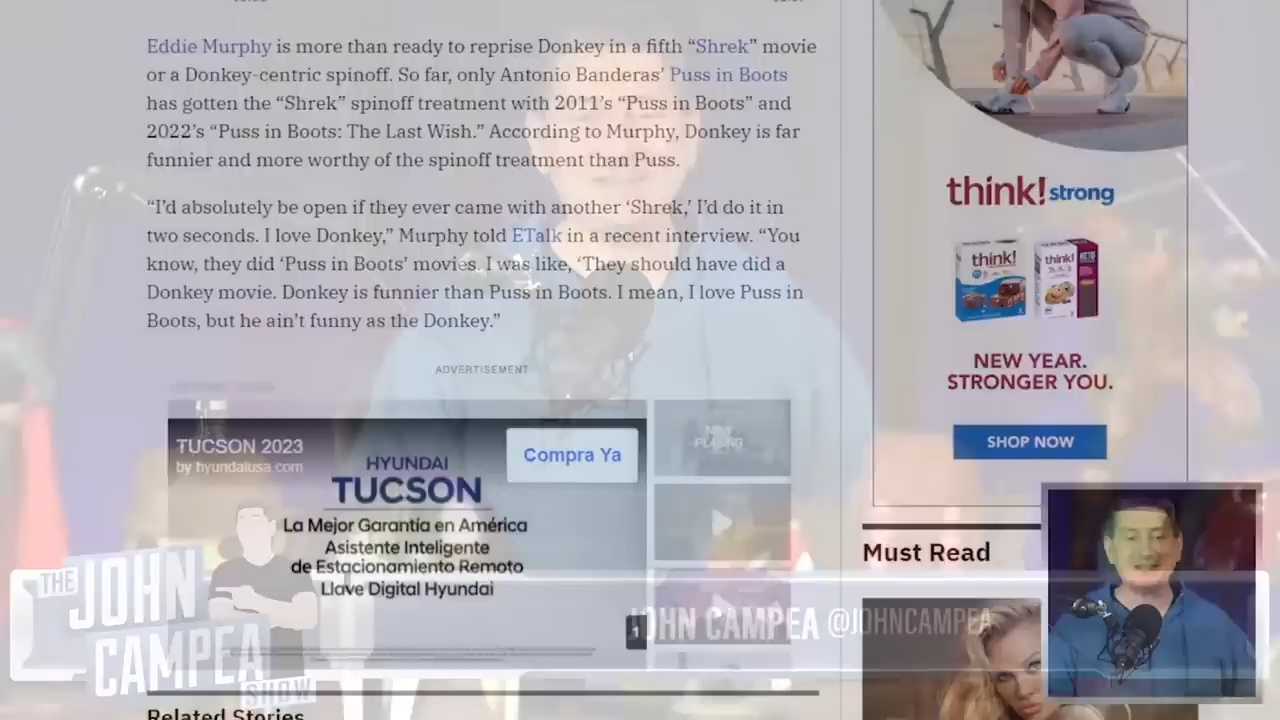 Eddie Murphy is more than ready to reprise Donkey in a fifth “Shrek” movie
or a Donkey-centric spinoff. So far, only Antonio Banderas’ Puss in Boots
has gotten the “Shrek” spinoff treatment with 2011’s “Puss in Boots” and
2022’s “Puss in Boots: The Last Wish.” According to Murphy, Donkey is far
funnier and more worthy of the spinoff treatment than Puss.
“I’d absolutely be open if they ever came with another ‘Shrek,’ I’d do it in
two seconds. I love Donkey,” Murphy told ETalk in a recent interview. “You
know, they did ‘Puss in Boots’ movies. I was like, ‘They should have did a
Donkey movie. Donkey is funnier than Puss in Boots. I mean, I love Puss in
Boots, but he ain’t funny as the Donkey.”
ADVERTISEMENT
TUCSON 2023
by hyundaiusa.com
Compra Ya
HYUNDAI
TUCSON
La Mejor Garantía en América
Asistente Inteligente
de Estacionamiento Remoto
Llave Digital Hyundai
NOW
PLAYING
think! strong
think!
think!
KETO
NEW YEAR.
STRONGER YOU.
SHOP NOW
Must Read
THE
JOHN
CAMPEA
SHOW
JOHN CAMPEA @JOHNCAMPEA
Related Stories